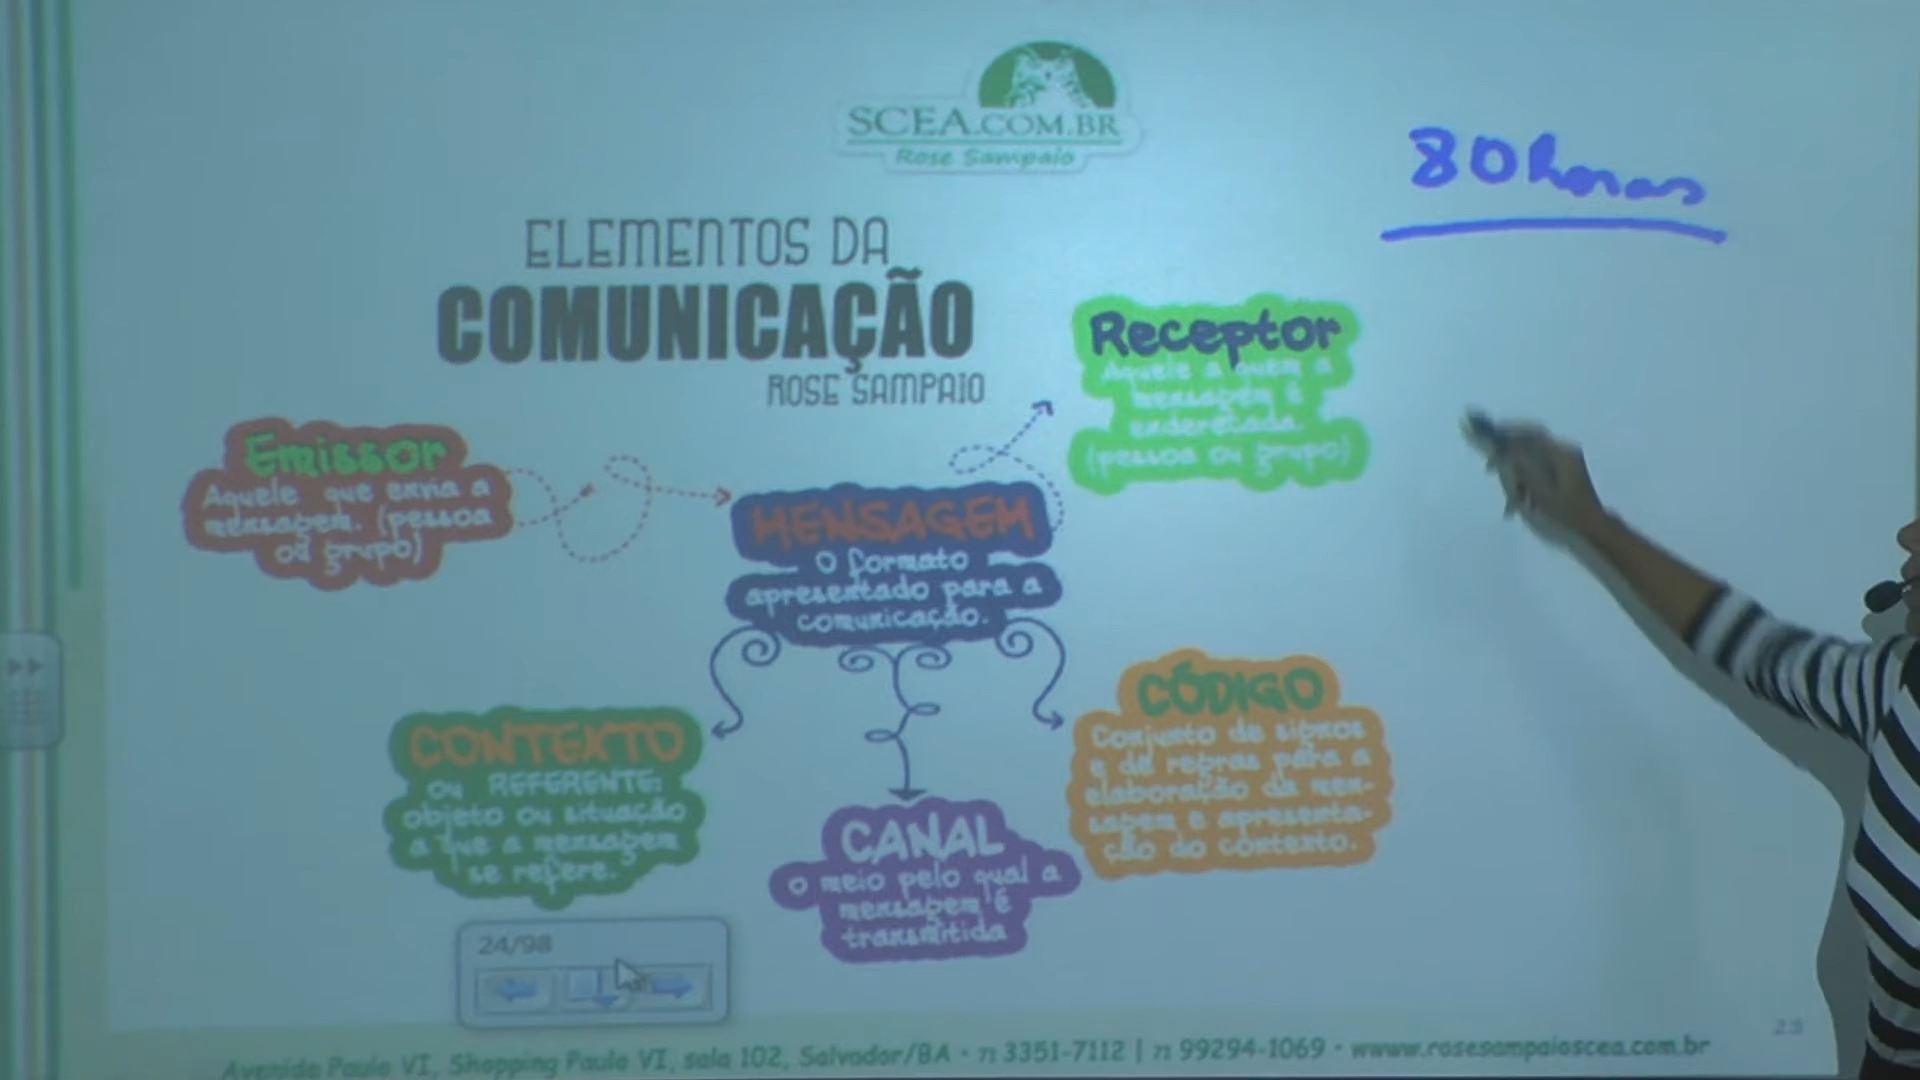 SCEA.COM.BR
Rose Sampaio
80 horas
ELEMENTOS DA
COMUNICAÇÃO
ROSE SAMPAIO
Receptor
Aquele a quem a
mensagem é
endereçada.
(pessoa ou grupo)
Emissor
Aquele que envia a
mensagem. (pessoa
ou grupo)
MENSAGEM
O formato
apresentado para a
comunicação.
CONTEXTO
OU REFERENTE:
objeto ou situação
a que a mensagem
se refere.
CANAL
o meio pelo qual a
mensagem é
transmitida
CÓDIGO
Conjunto de signos
e de regras para a
elaboração da men-
sagem e apresenta-
ção do contexto.
24/98
Avenida Paulo VI, Shopping Paulo VI, sala 102, Salvador/BA • 71 3351-7112 | 71 99294-1069 • www.rosesampaioscea.com.br